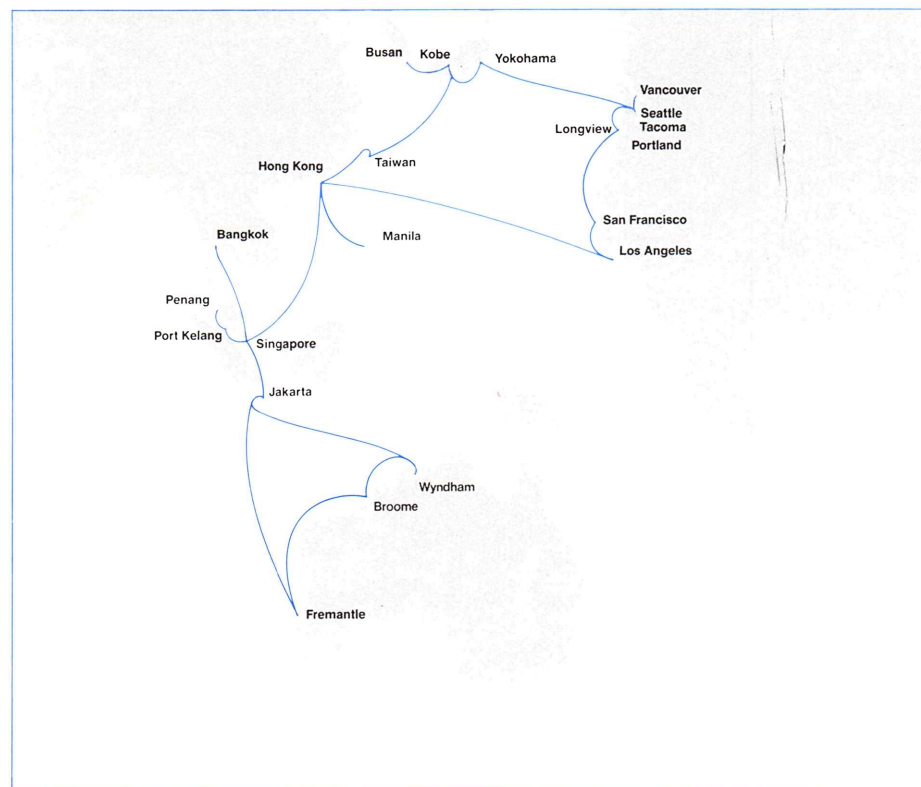 Busan
Kobe
Yokohama
Vancouver
Seattle
Tacoma
Longview
Portland
Hong Kong
Taiwan
San Francisco
Manila
Bangkok
Los Angeles
Penang
Port Kelang
Singapore
Jakarta
Wyndham
Broome
Fremantle